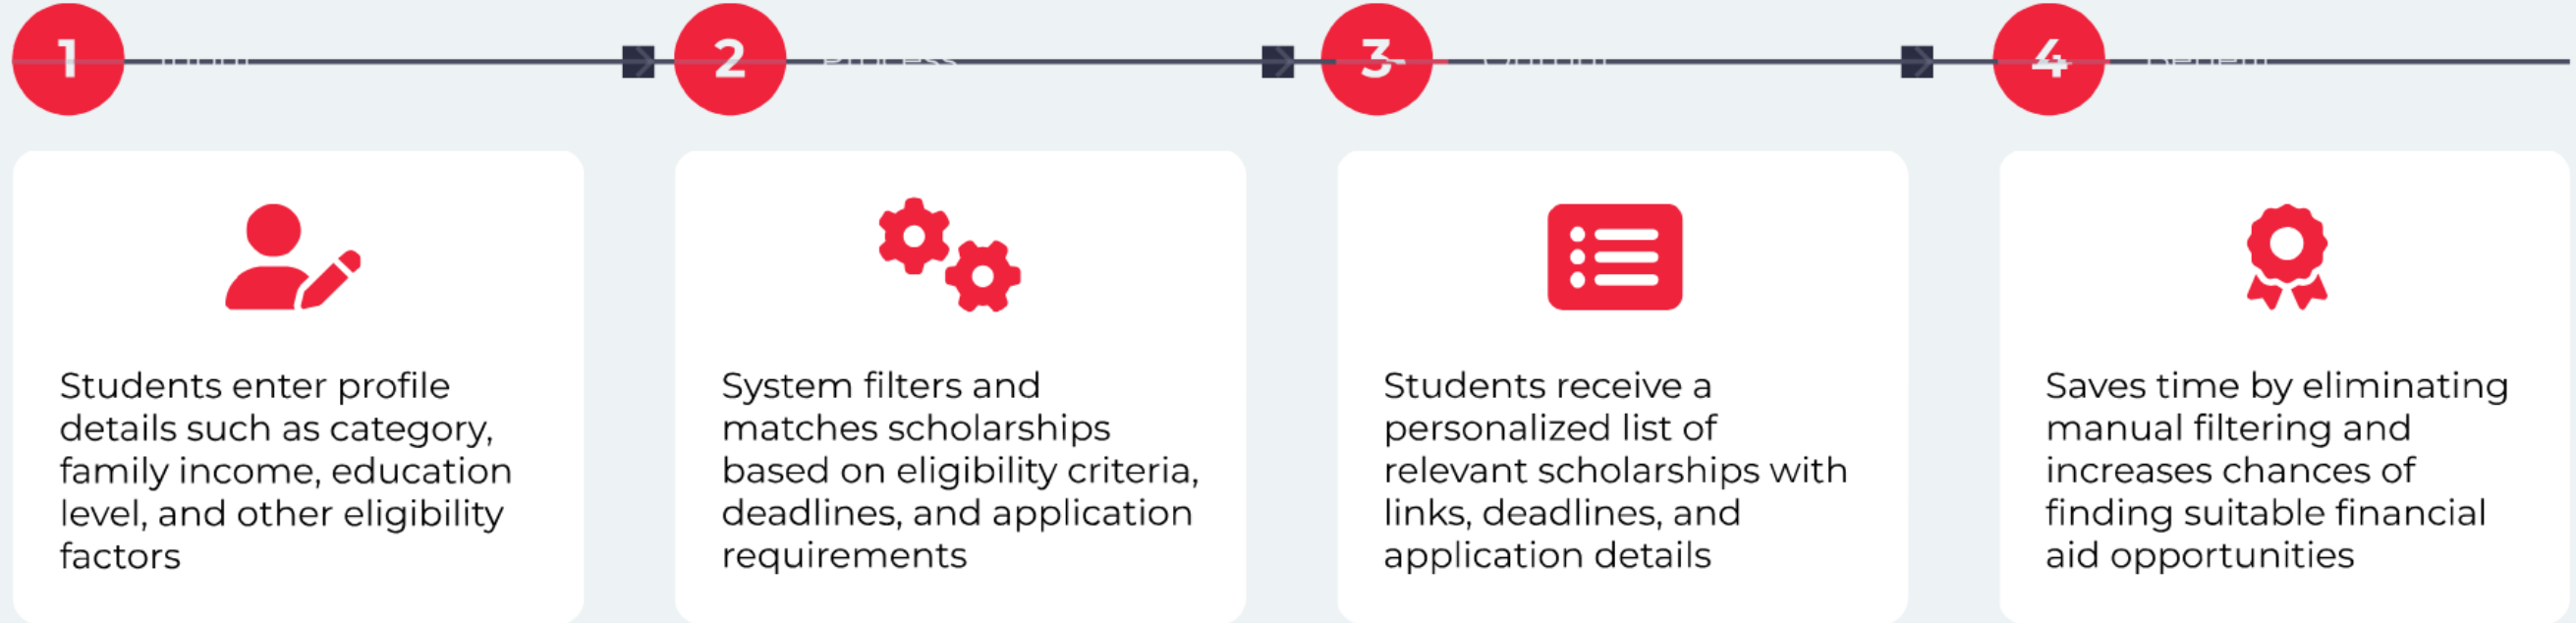 1
Process
2
3
4
Students enter profile
details such as category,
family income, education
level, and other eligibility
factors
System filters and
matches scholarships
based on eligibility criteria,
deadlines, and application
requirements
Students receive a
personalized list of
relevant scholarships with
links, deadlines, and
application details
Saves time by eliminating
manual filtering and
increases chances of
finding suitable financial
aid opportunities